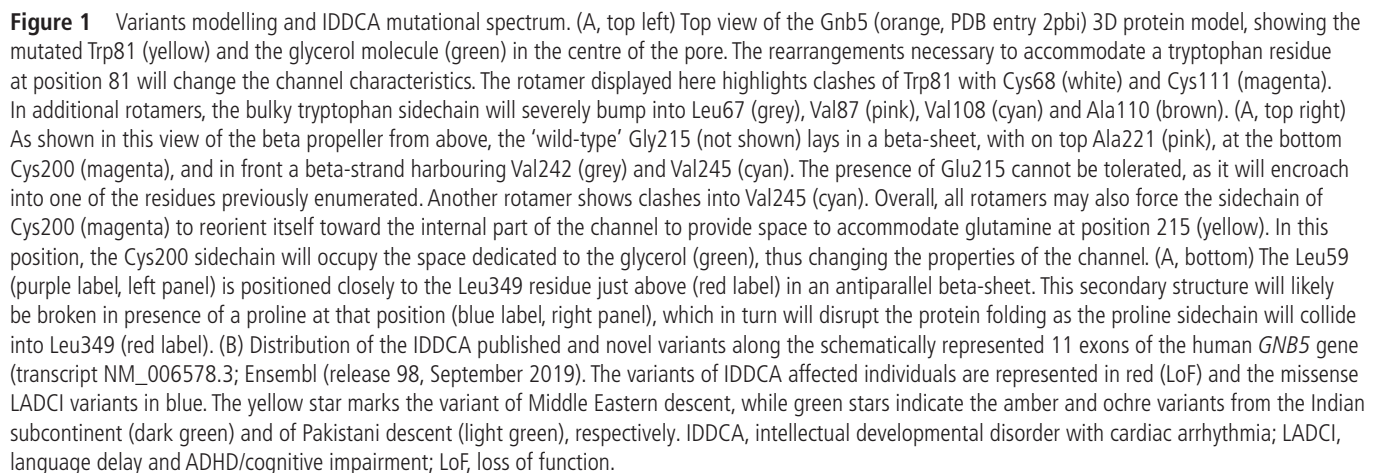 Figure 1 Variants modelling and IDDCA mutational spectrum. (A, top left) Top view of the Gnb5 (orange, PDB entry 2pbi) 3D protein model, showing the
mutated Trp81 (yellow) and the glycerol molecule (green) in the centre of the pore. The rearrangements necessary to accommodate a tryptophan residue
at position 81 will change the channel characteristics. The rotamer displayed here highlights clashes of Trp81 with Cys68 (white) and Cys111 (magenta).
In additional rotamers, the bulky tryptophan sidechain will severely bump into Leu67 (grey), Val87 (pink), Val108 (cyan) and Ala110 (brown). (A, top right)
As shown in this view of the beta propeller from above, the ‘wild-type’ Gly215 (not shown) lays in a beta-sheet, with on top Ala221 (pink), at the bottom
Cys200 (magenta), and in front a beta-strand harbouring Val242 (grey) and Val245 (cyan). The presence of Glu215 cannot be tolerated, as it will encroach
into one of the residues previously enumerated. Another rotamer shows clashes into Val245 (cyan). Overall, all rotamers may also force the sidechain of
Cys200 (magenta) to reorient itself toward the internal part of the channel to provide space to accommodate glutamine at position 215 (yellow). In this
position, the Cys200 sidechain will occupy the space dedicated to the glycerol (green), thus changing the properties of the channel. (A, bottom) The Leu59
(purple label, left panel) is positioned closely to the Leu349 residue just above (red label) in an antiparallel beta-sheet. This secondary structure will likely
be broken in presence of a proline at that position (blue label, right panel), which in turn will disrupt the protein folding as the proline sidechain will collide
into Leu349 (red label). (B) Distribution of the IDDCA published and novel variants along the schematically represented 11 exons of the human GNB5 gene
(transcript NM_006578.3; Ensembl (release 98, September 2019). The variants of IDDCA affected individuals are represented in red (LoF) and the missense
LADCI variants in blue. The yellow star marks the variant of Middle Eastern descent, while green stars indicate the amber and ochre variants from the Indian
subcontinent (dark green) and of Pakistani descent (light green), respectively. IDDCA, intellectual developmental disorder with cardiac arrhythmia; LADCI,
language delay and ADHD/cognitive impairment; LoF, loss of function.